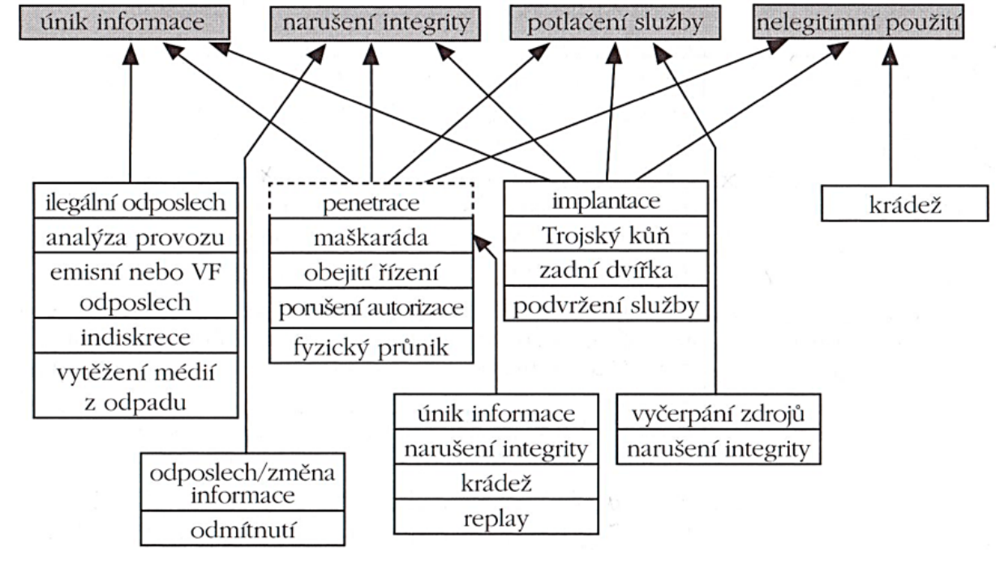 únik informace
narušení integrity
potlačení služby
nelegitimní použití
ilegální odposlech
analýza provozu
emisní nebo VF
odposlech
indiskrece
vytěžení médií
z odpadu
penetrace
maškaráda
obejití řízení
porušení autorizace
fyzický průnik
implantace
Trojský kůň
zadní dvířka
podvržení služby
krádež
odposlech/změna
informace
odmítnutí
únik informace
narušení integrity
krádež
replay
vyčerpání zdrojů
narušení integrity